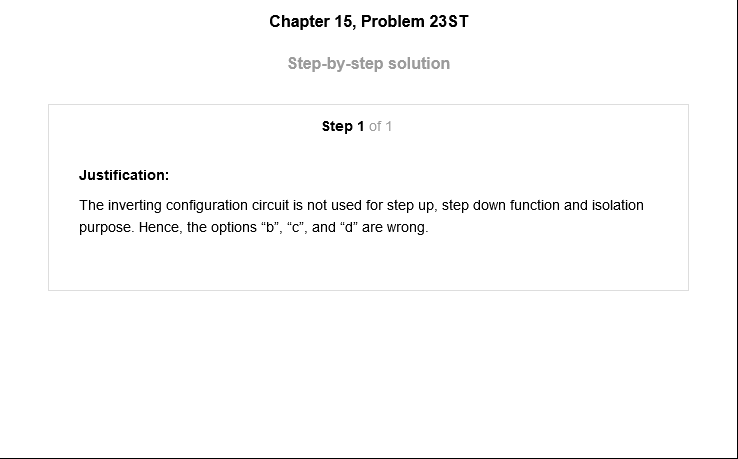 Chapter 15, Problem 23ST
Step-by-step solution
Step 1 of 1
Justification:
The inverting configuration circuit is not used for step up, step down function and isolation
purpose. Hence, the options “b”, “c”, and “d” are wrong.